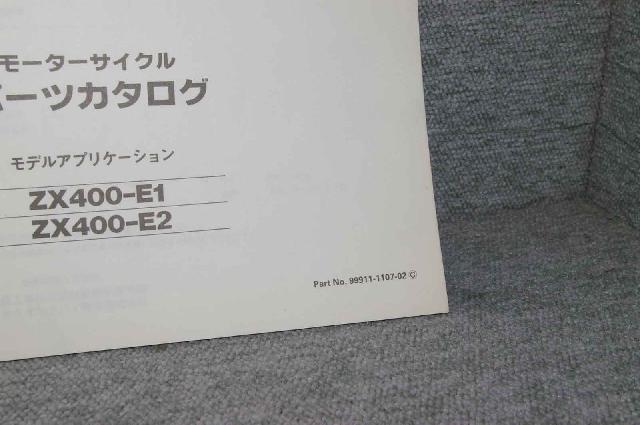 モーターサイクル
パーツカタログ
モデルアプリケーション
ZX400-E1
ZX400-E2
Part No. 99911-1107-02 ©